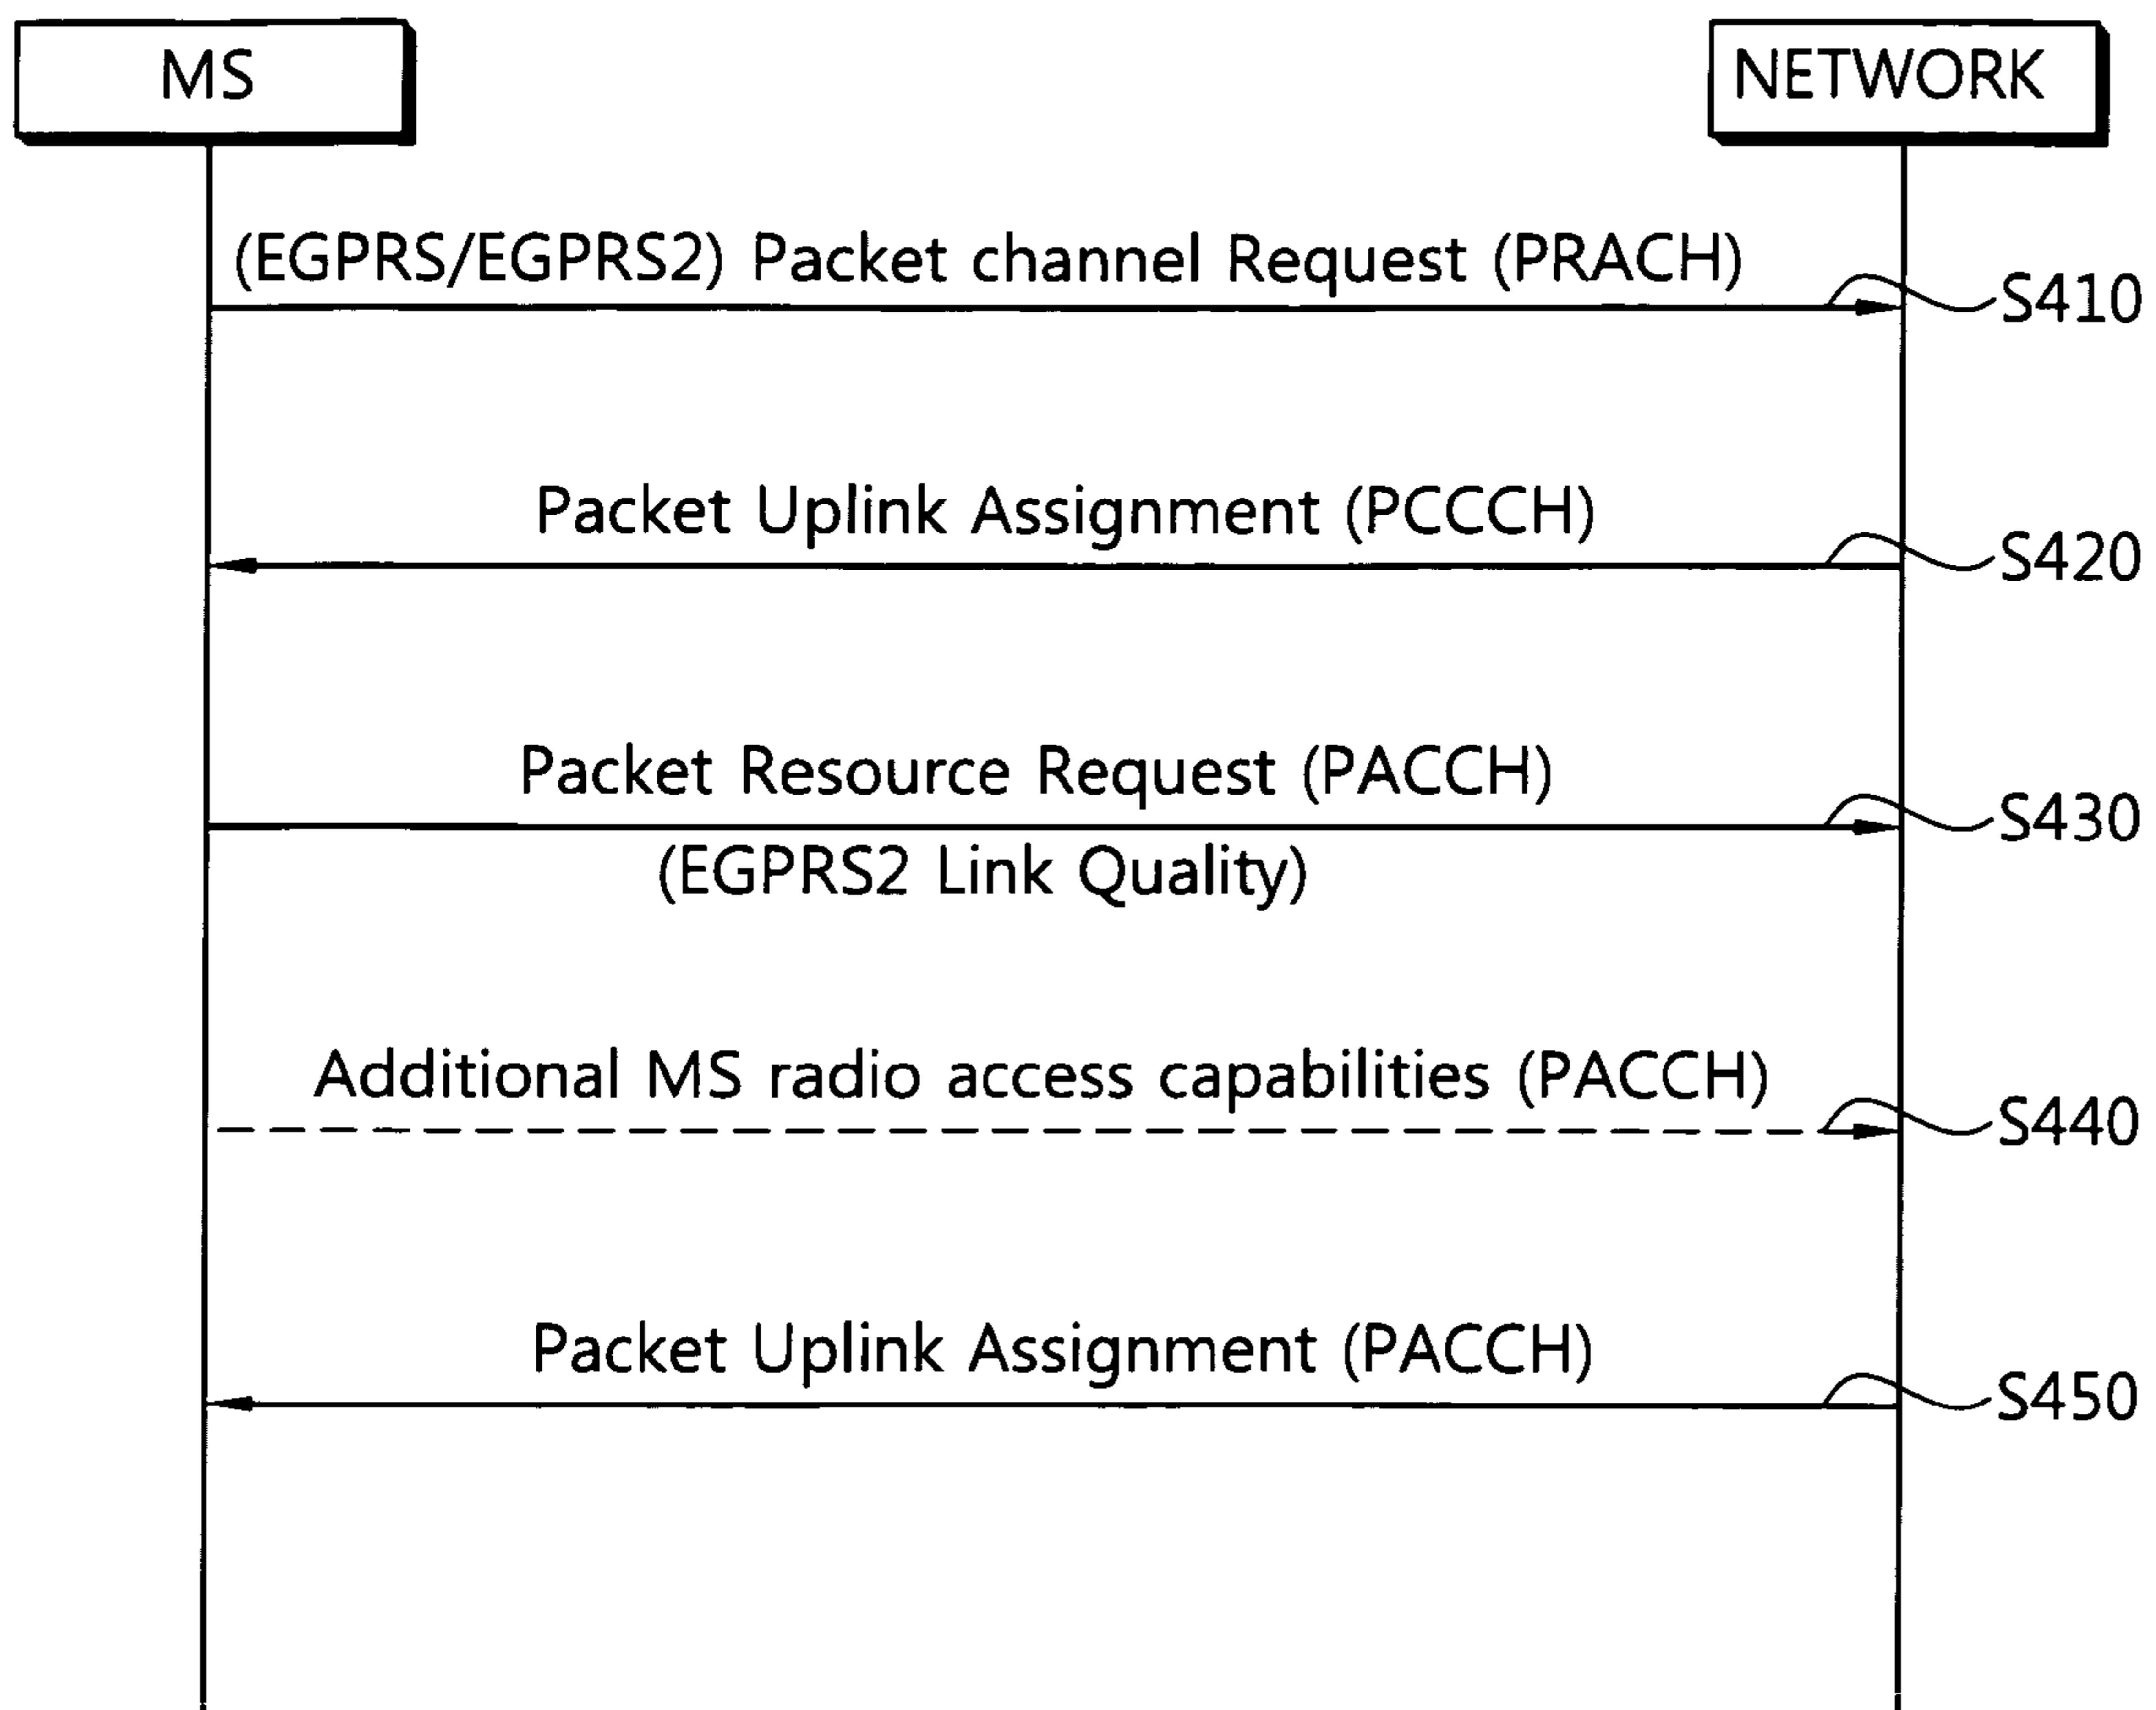 MS
NETWORK
(EGPRS/EGPRS2) Packet channel Request (PRACH)
S410
Packet Uplink Assignment (PCCCH)
S420
Packet Resource Request (PACCH)
S430
(EGPRS2 Link Quality)
Additional MS radio access capabilities (PACCH)
S440
Packet Uplink Assignment (PACCH)
S450